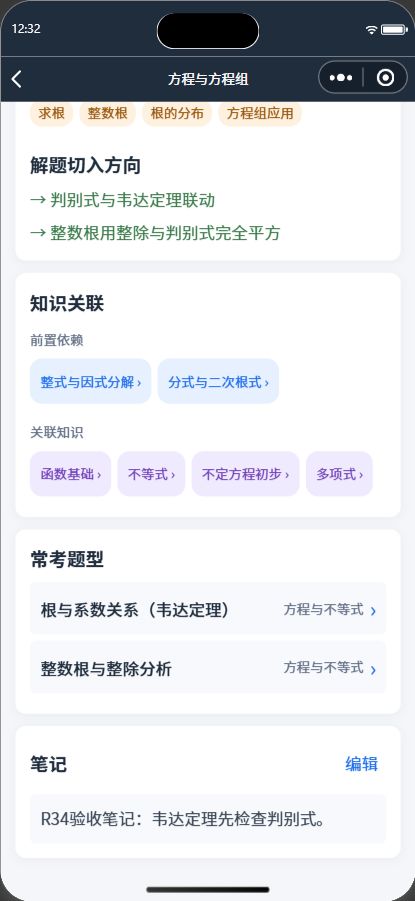 12:32
方程与方程组
求根 整数根 根的分布 方程组应用
解题切入方向
→ 判别式与韦达定理联动
→ 整数根用整除与判别式完全平方
知识关联
前置依赖
整式与因式分解 › 分式与二次根式 ›
关联知识
函数基础 › 不等式 › 不定方程初步 › 多项式 ›
常考题型
根与系数关系（韦达定理） 方程与不等式 ›
整数根与整除分析 方程与不等式 ›
笔记 编辑
R34验收笔记：韦达定理先检查判别式。